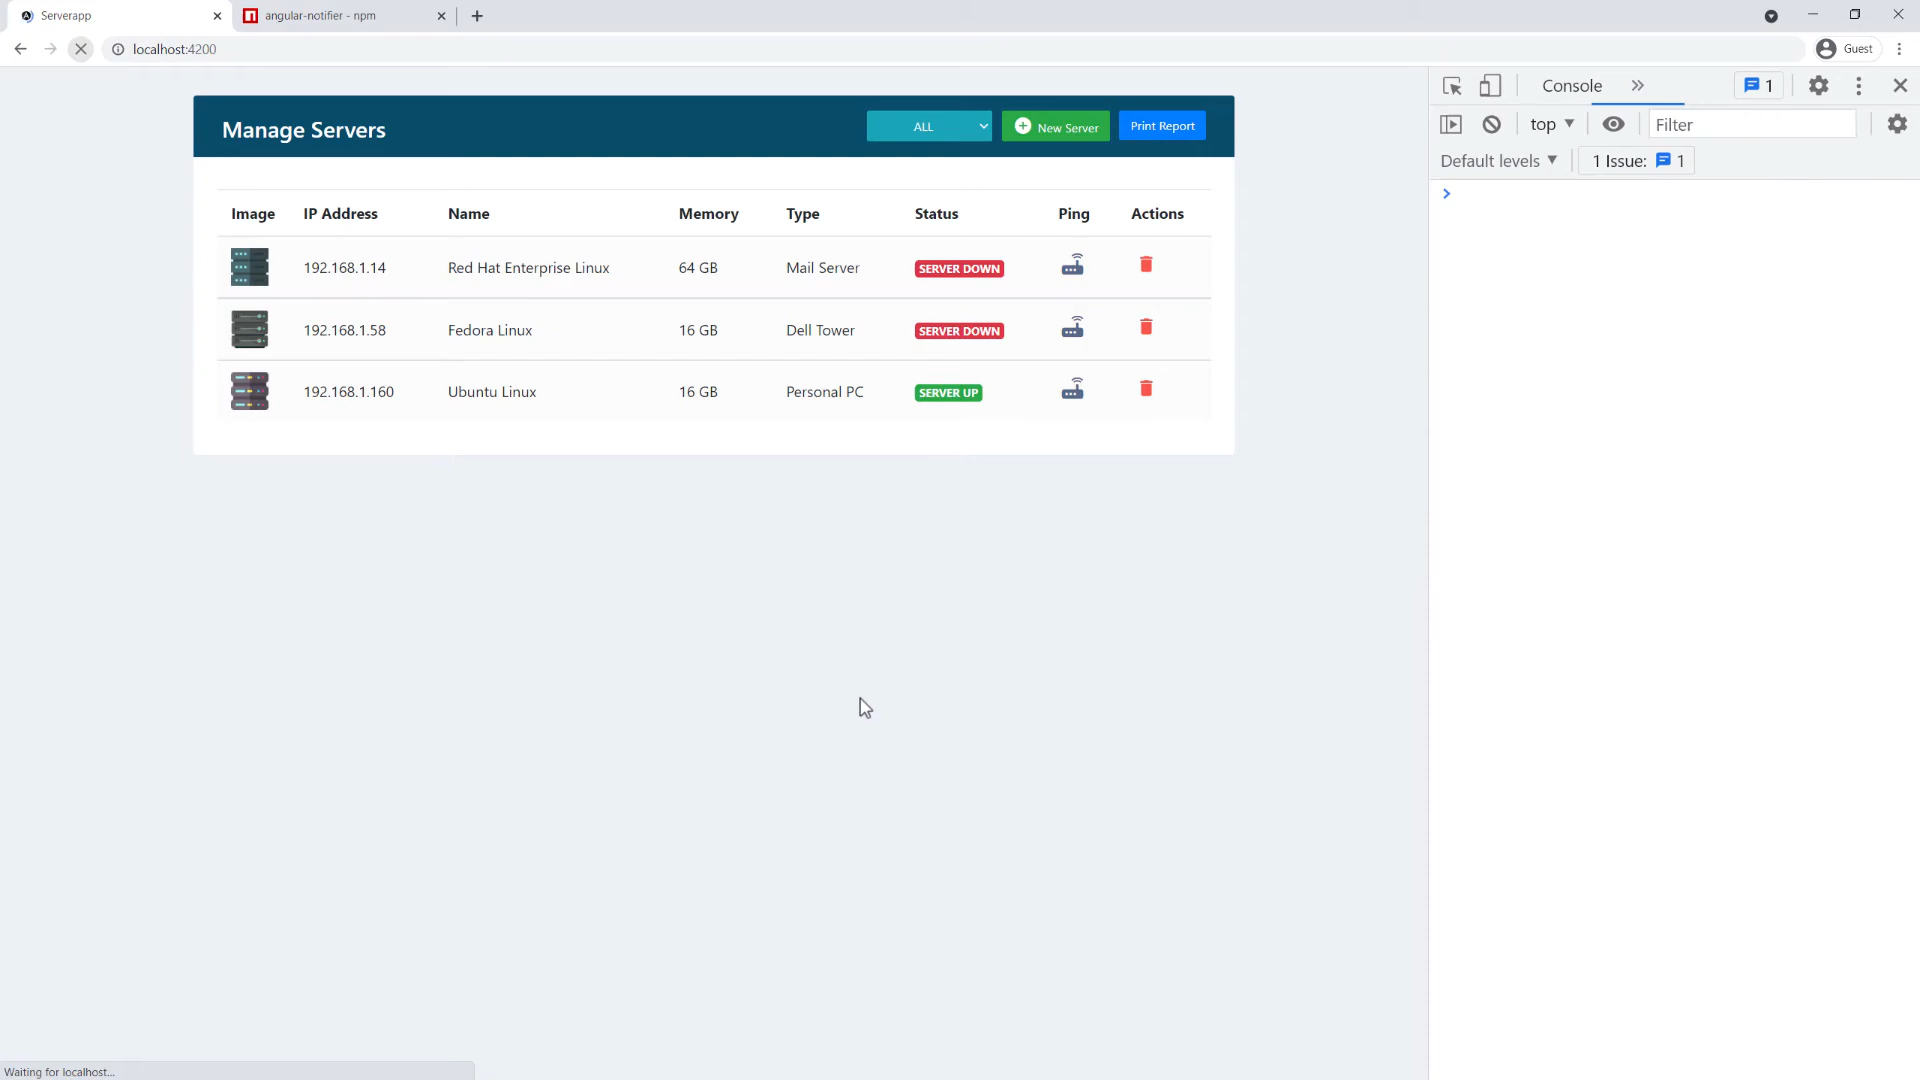 Serverapp
angular-notifier - npm
localhost:4200
Guest
Manage Servers
ALL
New Server
Print Report
Image IP Address Name Memory Type Status Ping Actions
192.168.1.14 Red Hat Enterprise Linux 64 GB Mail Server SERVER DOWN
192.168.1.58 Fedora Linux 16 GB Dell Tower SERVER DOWN
192.168.1.160 Ubuntu Linux 16 GB Personal PC SERVER UP
Console
1
top
Filter
Default levels
1 Issue: 1
Waiting for localhost...